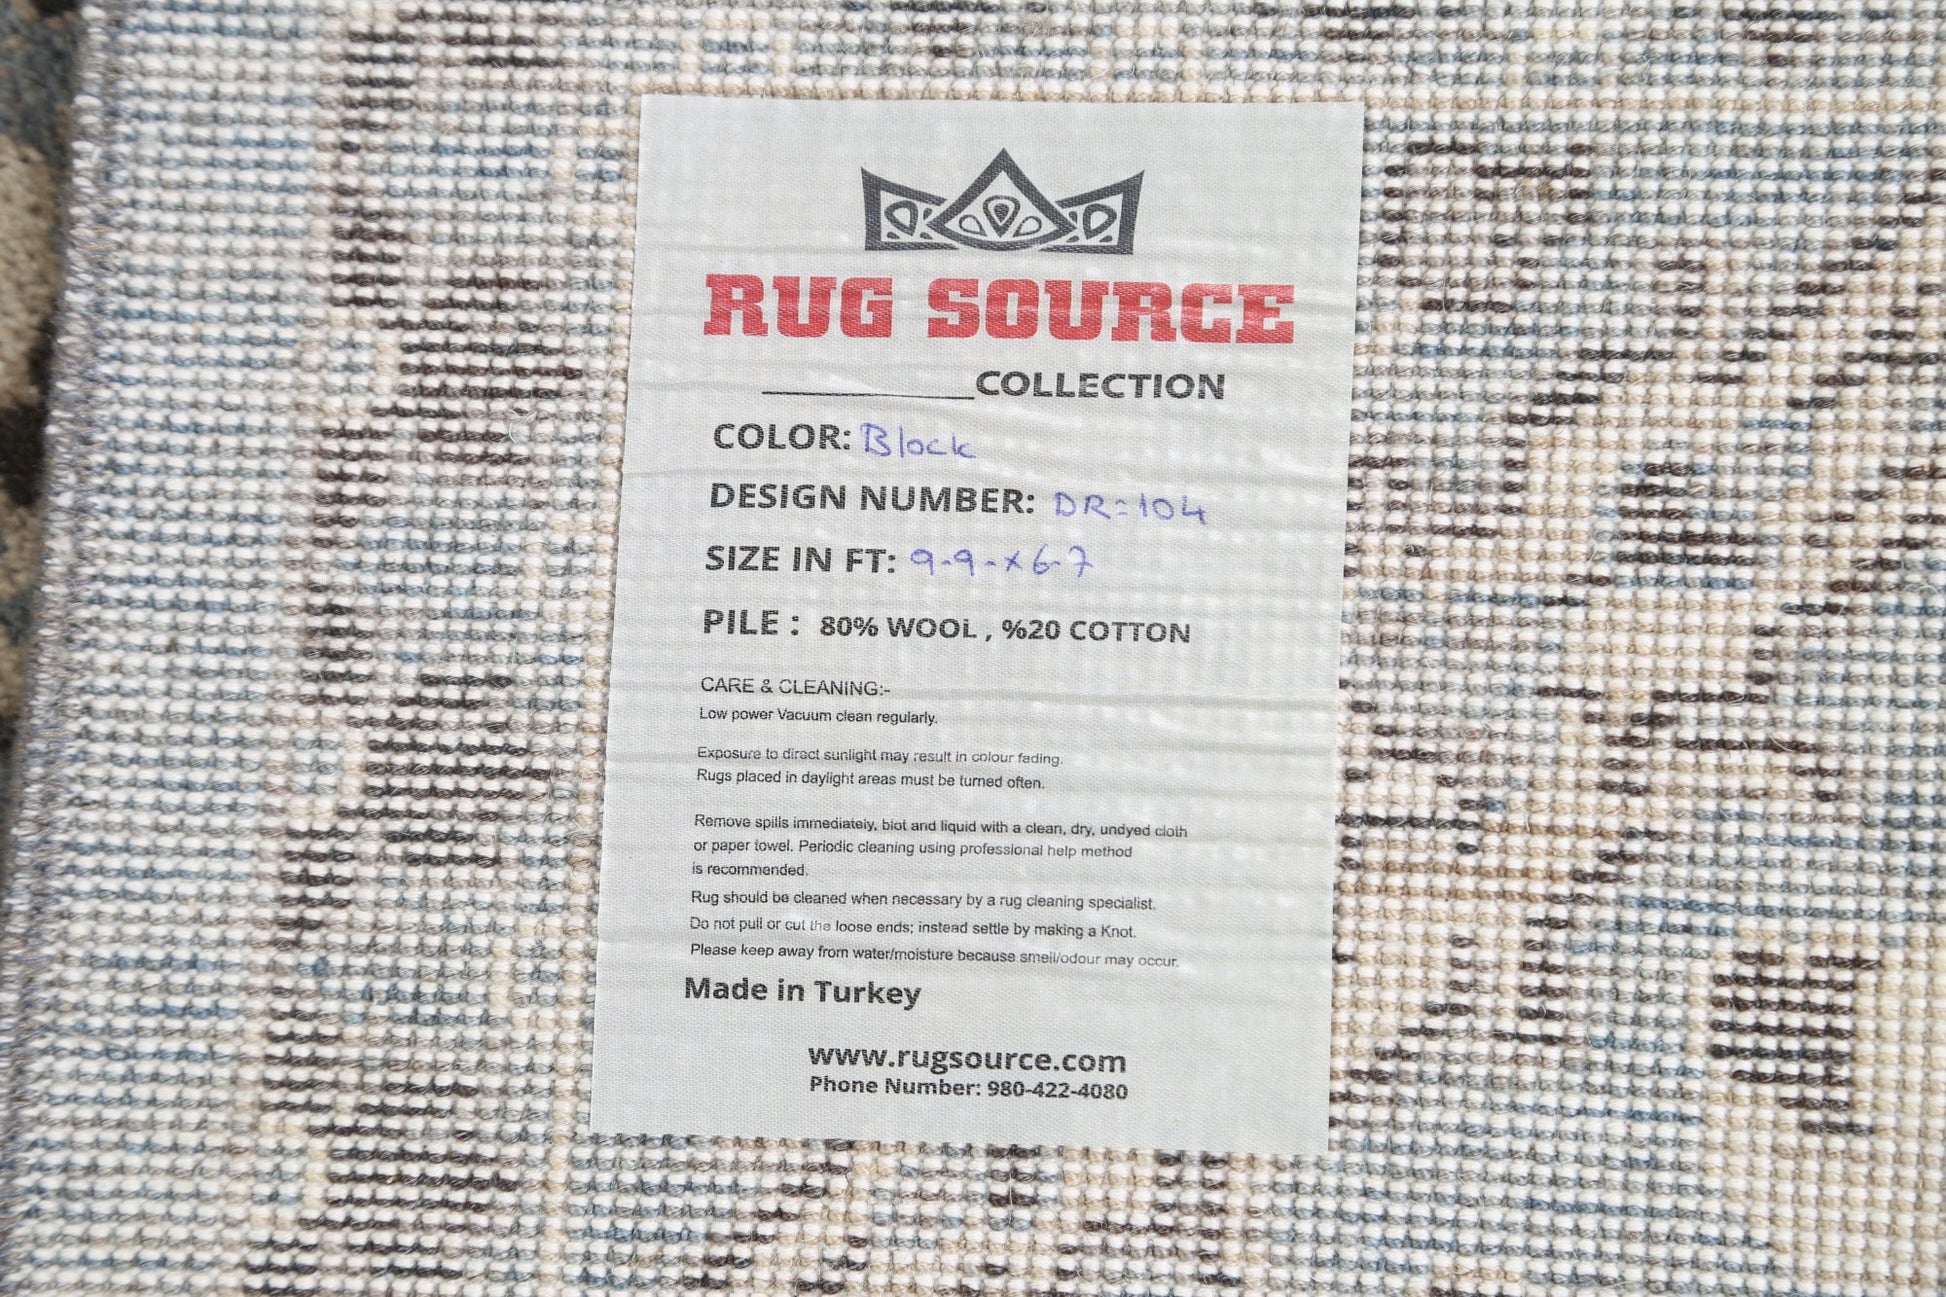 RUG SOURCE
COLLECTION
COLOR: Block
DESIGN NUMBER: DR=104
SIZE IN FT: 9-9-x6-7
PILE : 80% WOOL , %20 COTTON
CARE & CLEANING:-
Low power Vacuum clean regularly.
Exposure to direct sunlight may result in colour fading.
Rugs placed in daylight areas must be turned often.
Remove spills immediately, blot and liquid with a clean, dry, undyed cloth
or paper towel. Periodic cleaning using professional help method
is recommended.
Rug should be cleaned when necessary by a rug cleaning specialist.
Do not pull or cut the loose ends; instead settle by making a Knot.
Please keep away from water/moisture because smell/odour may occur.
Made in Turkey
www.rugsource.com
Phone Number: 980-422-4080